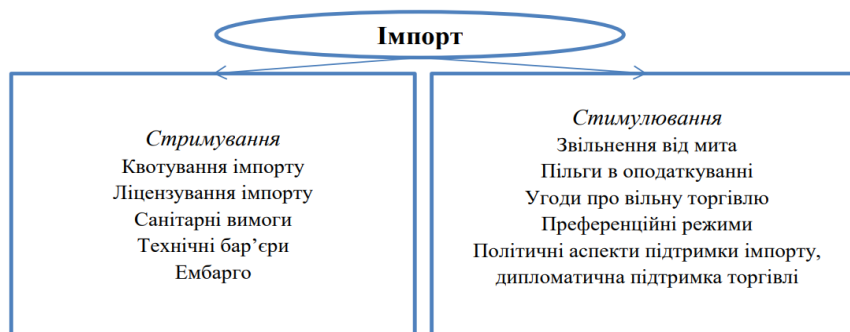 Імпорт
Стримування
Квотування імпорту
Ліцензування імпорту
Санітарні вимоги
Технічні бар’єри
Ембарго
Стимулювання
Звільнення від мита
Пільги в оподаткуванні
Угоди про вільну торгівлю
Преференційні режими
Політичні аспекти підтримки імпорту,
дипломатична підтримка торгівлі